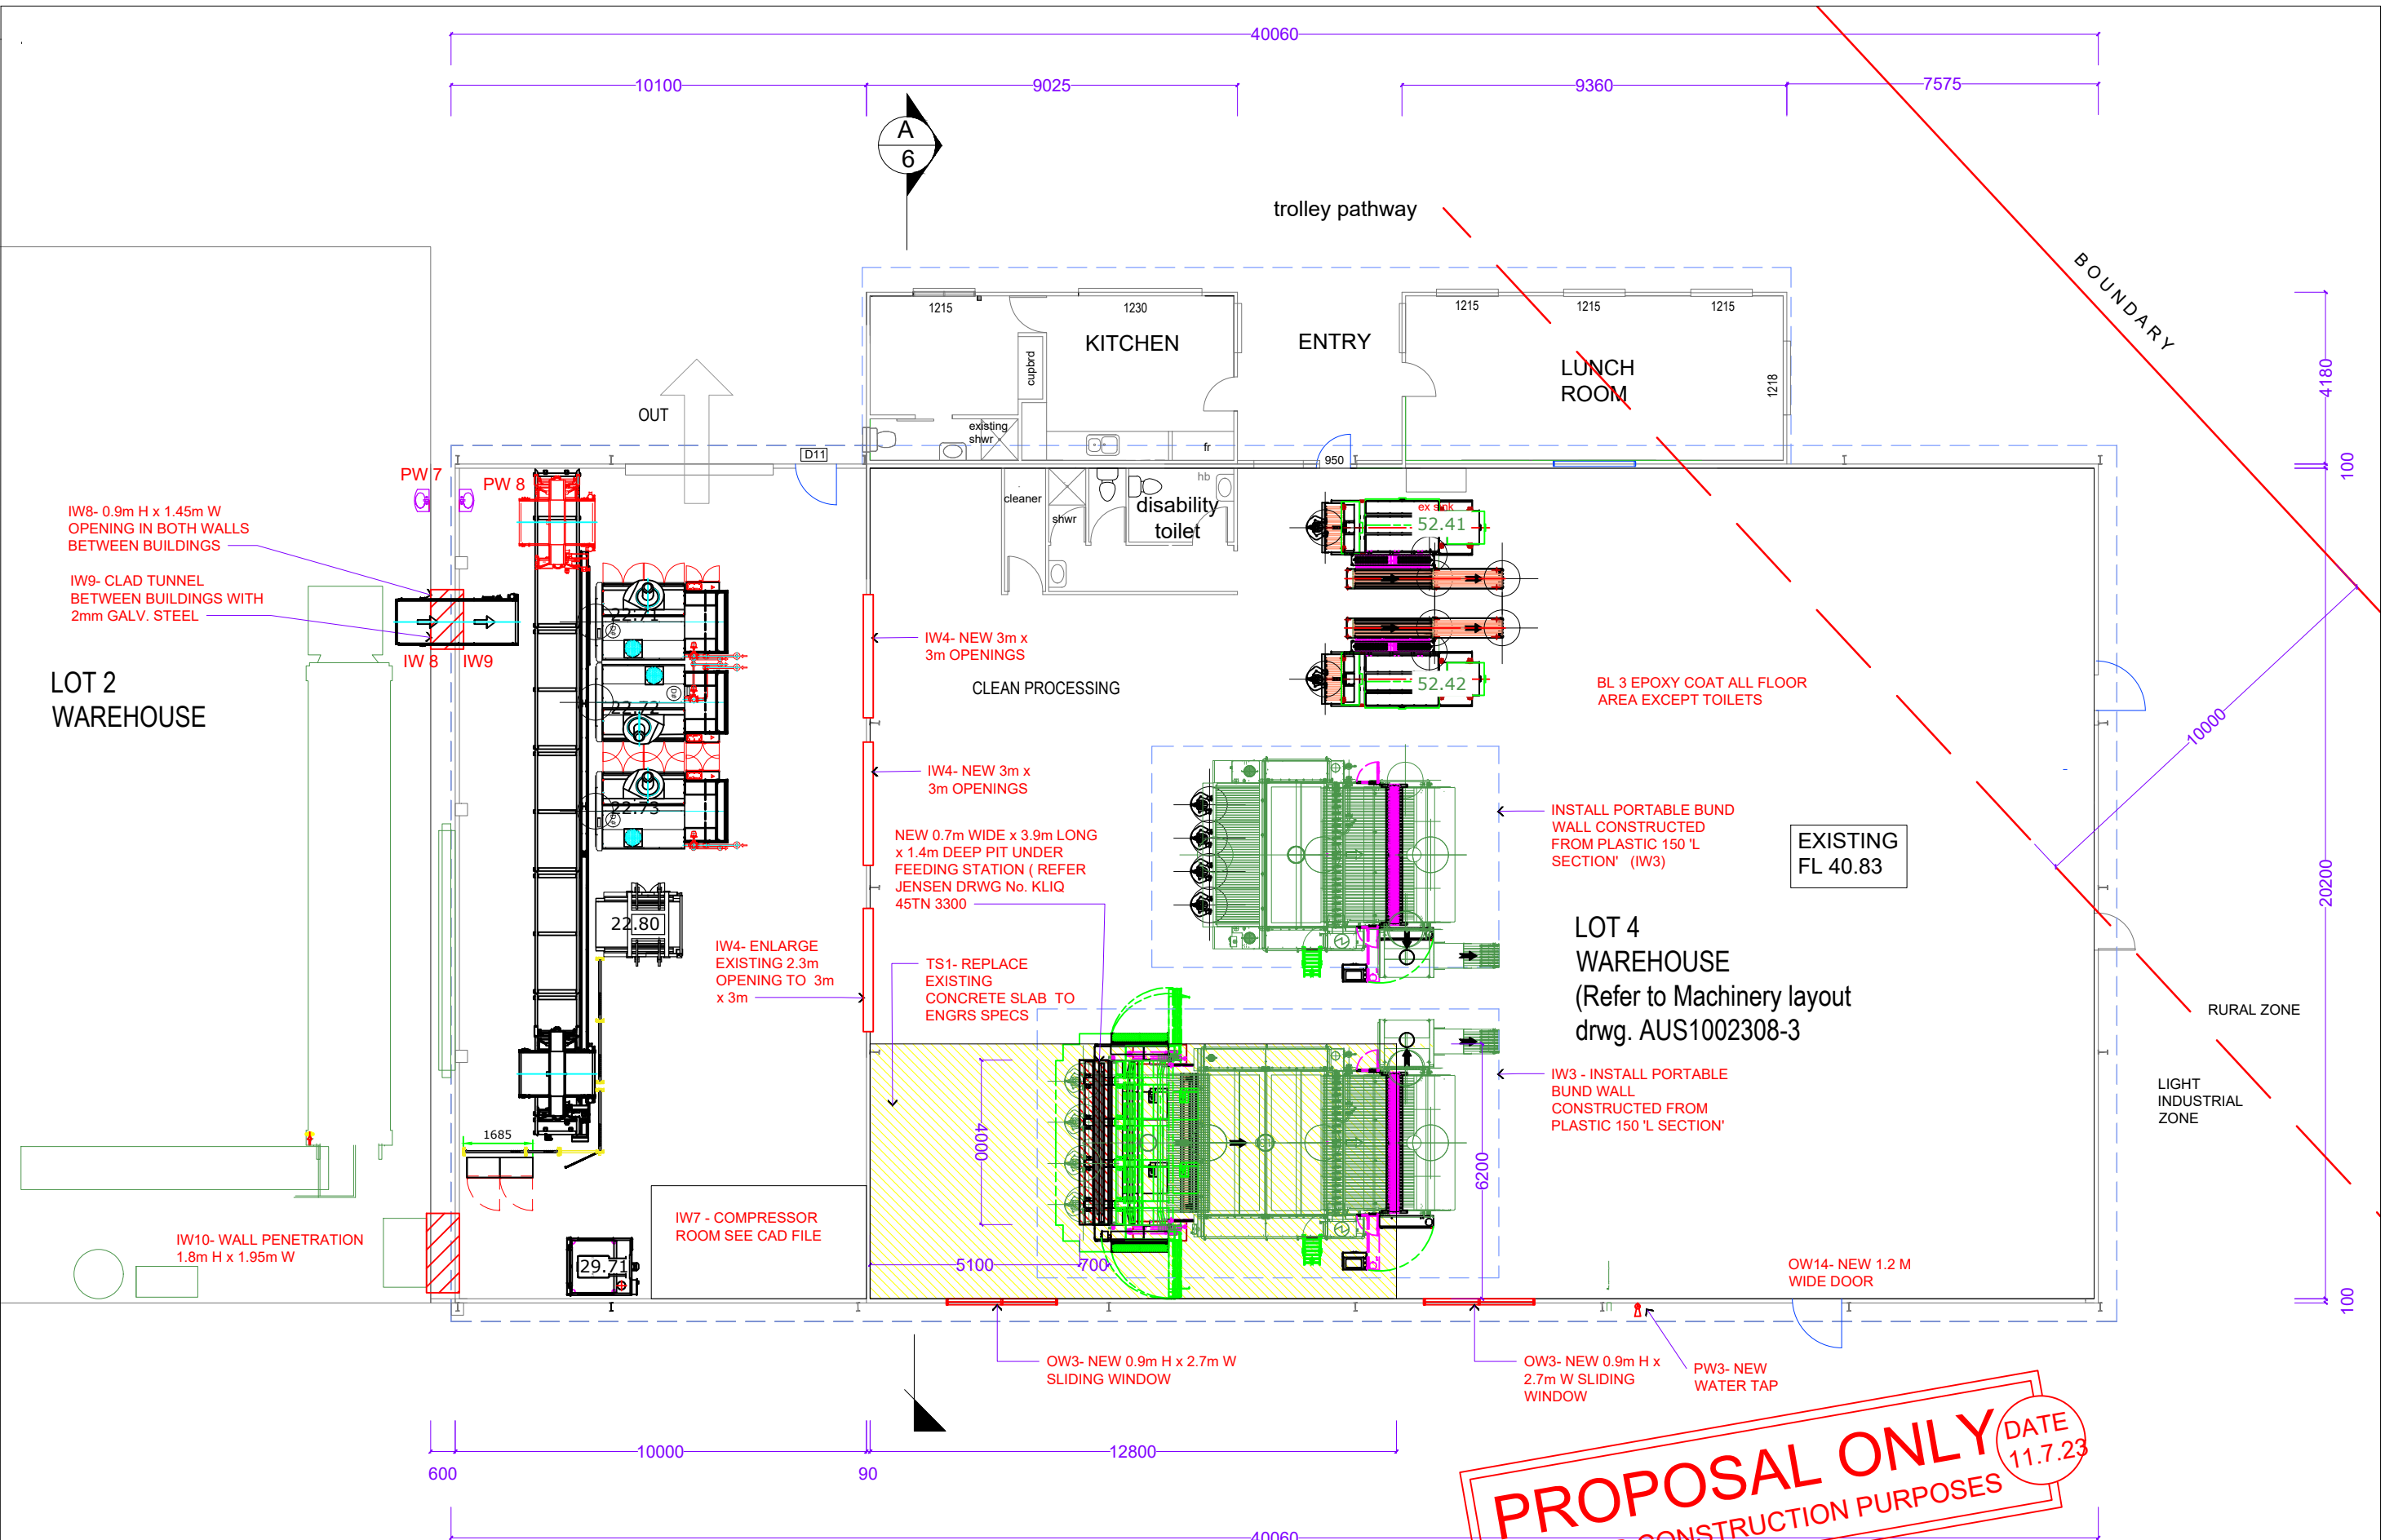 40060
10100
9025
9360
7575
A
6
trolley pathway
BOUNDARY
1215
1230
1215
1215
1215
KITCHEN
ENTRY
LUNCH
ROOM
1218
cupbrd
4180
OUT
existing
shwr
fr
D11
950
100
PW 7
PW 8
cleaner
shwr
hb
disability
toilet
ex sink
52.41
IW8- 0.9m H x 1.45m W
OPENING IN BOTH WALLS
BETWEEN BUILDINGS
IW9- CLAD TUNNEL
BETWEEN BUILDINGS WITH
2mm GALV. STEEL
IW 8
IW9
22.71
IW4- NEW 3m x
3m OPENINGS
CLEAN PROCESSING
52.42
BL 3 EPOXY COAT ALL FLOOR
AREA EXCEPT TOILETS
LOT 2
WAREHOUSE
22.72
10000
IW4- NEW 3m x
3m OPENINGS
22.73
INSTALL PORTABLE BUND
WALL CONSTRUCTED
FROM PLASTIC 150 'L
SECTION' (IW3)
EXISTING
FL 40.83
NEW 0.7m WIDE x 3.9m LONG
x 1.4m DEEP PIT UNDER
FEEDING STATION ( REFER
JENSEN DRWG No. KLIQ
45TN 3300
20200
22.80
LOT 4
WAREHOUSE
(Refer to Machinery layout
drwg. AUS1002308-3
IW4- ENLARGE
EXISTING 2.3m
OPENING TO 3m
x 3m
TS1- REPLACE
EXISTING
CONCRETE SLAB TO
ENGRS SPECS
RURAL ZONE
IW3 - INSTALL PORTABLE
BUND WALL
CONSTRUCTED FROM
PLASTIC 150 'L SECTION'
LIGHT
INDUSTRIAL
ZONE
1685
4000
6200
IW7 - COMPRESSOR
ROOM SEE CAD FILE
IW10- WALL PENETRATION
1.8m H x 1.95m W
29.71
5100
700
OW14- NEW 1.2 M
WIDE DOOR
100
OW3- NEW 0.9m H x 2.7m W
SLIDING WINDOW
OW3- NEW 0.9m H x
2.7m W SLIDING
WINDOW
PW3- NEW
WATER TAP
10000
12800
600
90
PROPOSAL ONLY
DATE
11.7.23
CONSTRUCTION PURPOSES
40060